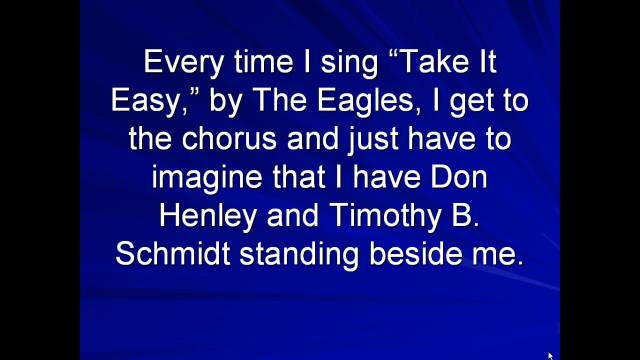 Every time I sing “Take It
Easy,” by The Eagles, I get to
the chorus and just have to
imagine that I have Don
Henley and Timothy B.
Schmidt standing beside me.